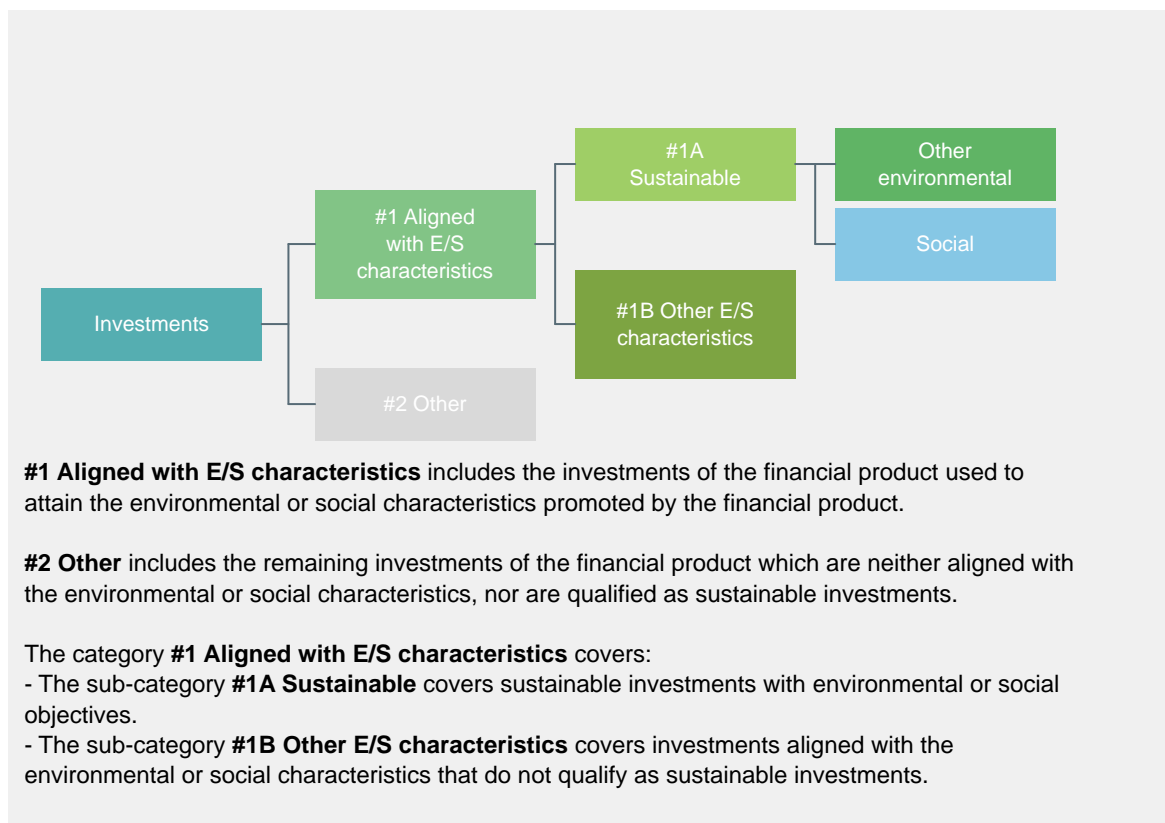 #1A
Sustainable
Other
environmental
#1 Aligned
with E/S
characteristics
Social
Investments
#1B Other E/S
characteristics
#2 Other
#1 Aligned with E/S characteristics includes the investments of the financial product used to
attain the environmental or social characteristics promoted by the financial product.
#2 Other includes the remaining investments of the financial product which are neither aligned with
the environmental or social characteristics, nor are qualified as sustainable investments.
The category #1 Aligned with E/S characteristics covers:
- The sub-category #1A Sustainable covers sustainable investments with environmental or social
objectives.
- The sub-category #1B Other E/S characteristics covers investments aligned with the
environmental or social characteristics that do not qualify as sustainable investments.